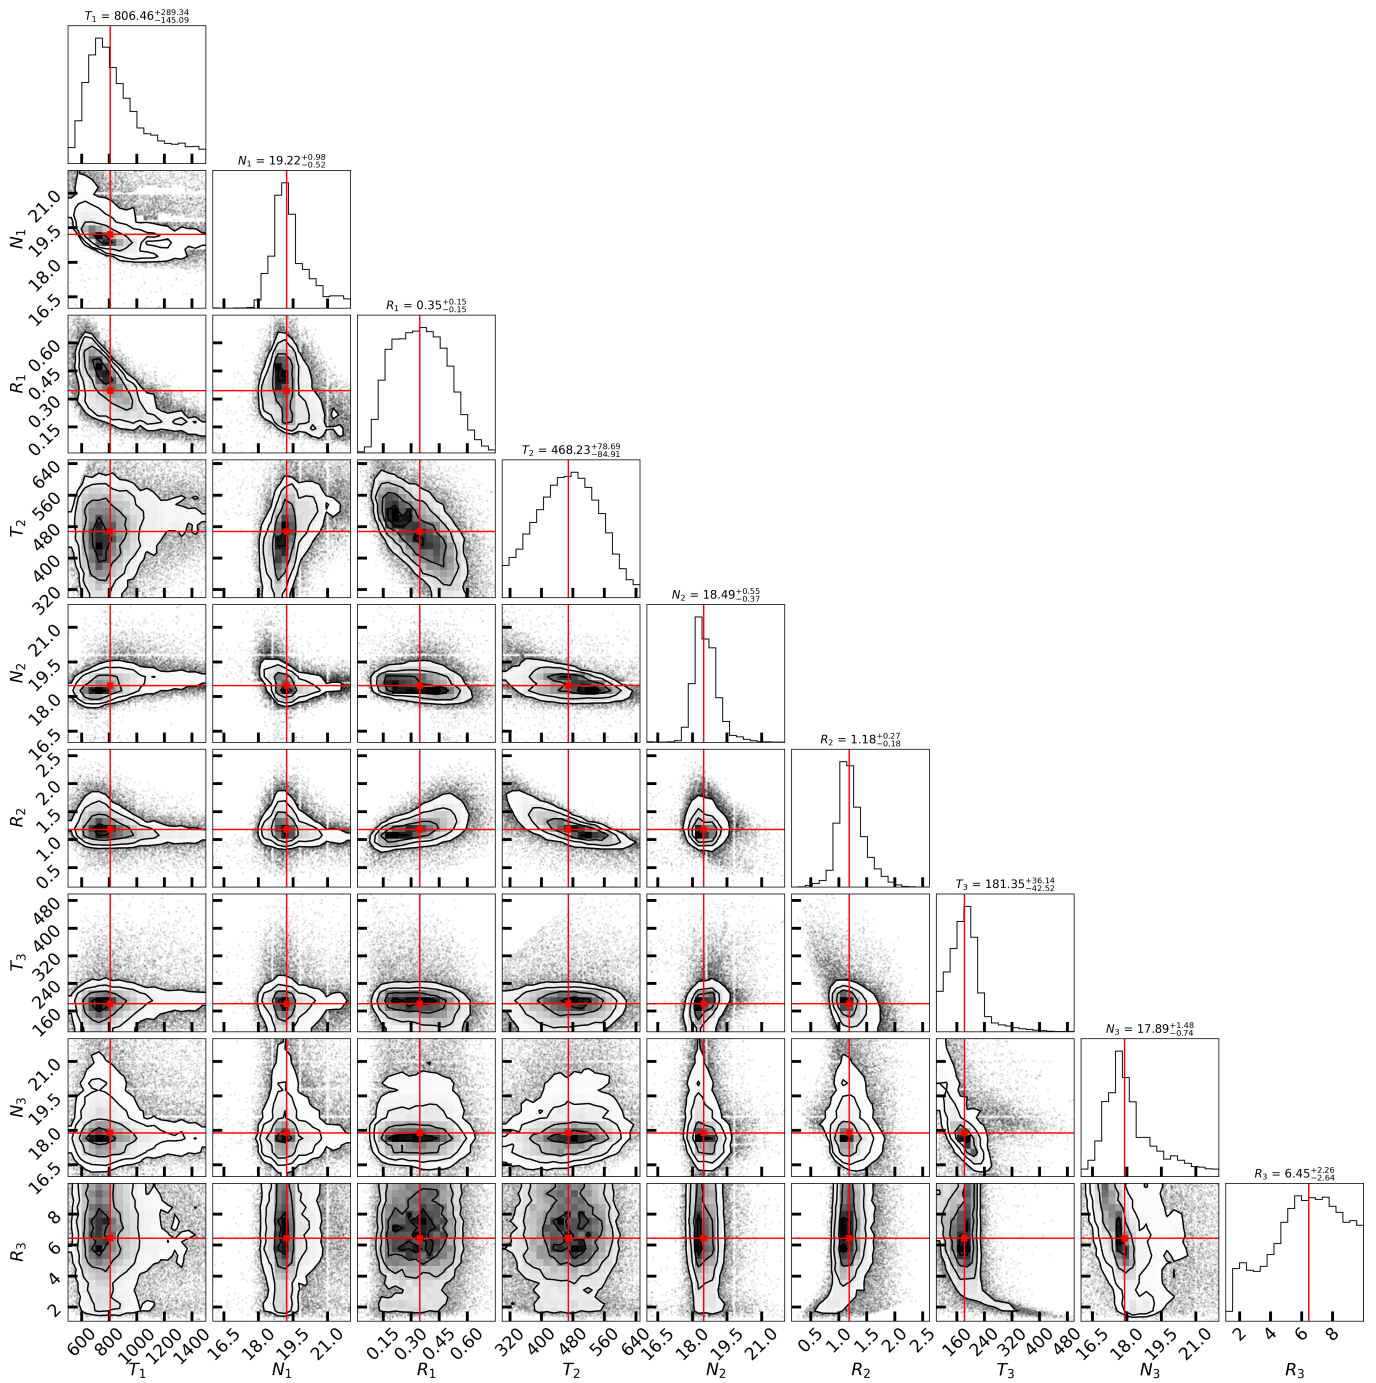 T₁ = 806.46⁺²⁸⁹·³⁴₋₁₄₅.₀₉
N₁ = 19.22⁺⁰·⁹⁸₋₀.₅₂
21.0
19.5
18.0
16.5
N₁
R₁ = 0.35⁺⁰·¹⁵₋₀.₁₅
0.60
0.45
0.30
0.15
R₁
T₂ = 468.23⁺⁷⁸·⁶⁹₋₈₄.₉₁
640
560
480
400
320
T₂
N₂ = 18.49⁺⁰·⁵⁵₋₀.₃₇
21.0
19.5
18.0
16.5
N₂
R₂ = 1.18⁺⁰·²⁷₋₀.₁₈
2.5
2.0
1.5
1.0
0.5
R₂
T₃ = 181.35⁺³⁶·¹⁴₋₄₂.₅₂
480
400
320
240
160
T₃
N₃ = 17.89⁺¹·⁴⁸₋₀.₇₄
21.0
19.5
18.0
16.5
N₃
R₃ = 6.45⁺²·²⁶₋₂.₆₄
8
6
4
2
R₃
600 800 1000 1200 1400 16.5 18.0 19.5 21.0 0.15 0.30 0.45 0.60 320 400 480 560 640 16.5 18.0 19.5 21.0 0.5 1.0 1.5 2.0 2.5 160 240 320 400 480 16.5 18.0 19.5 21.0 2 4 6 8
T₁ N₁ R₁ T₂ N₂ R₂ T₃ N₃ R₃